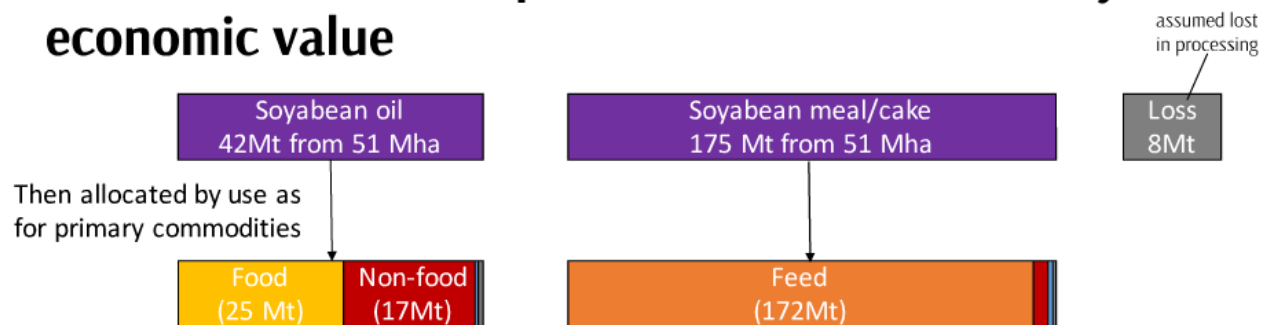 economic value
assumed lost
in processing
Soyabean oil
42Mt from 51 Mha
Soyabean meal/cake
175 Mt from 51 Mha
Loss
8Mt
Then allocated by use as
for primary commodities
Food
(25 Mt)
Non-food
(17Mt)
Feed
(172Mt)